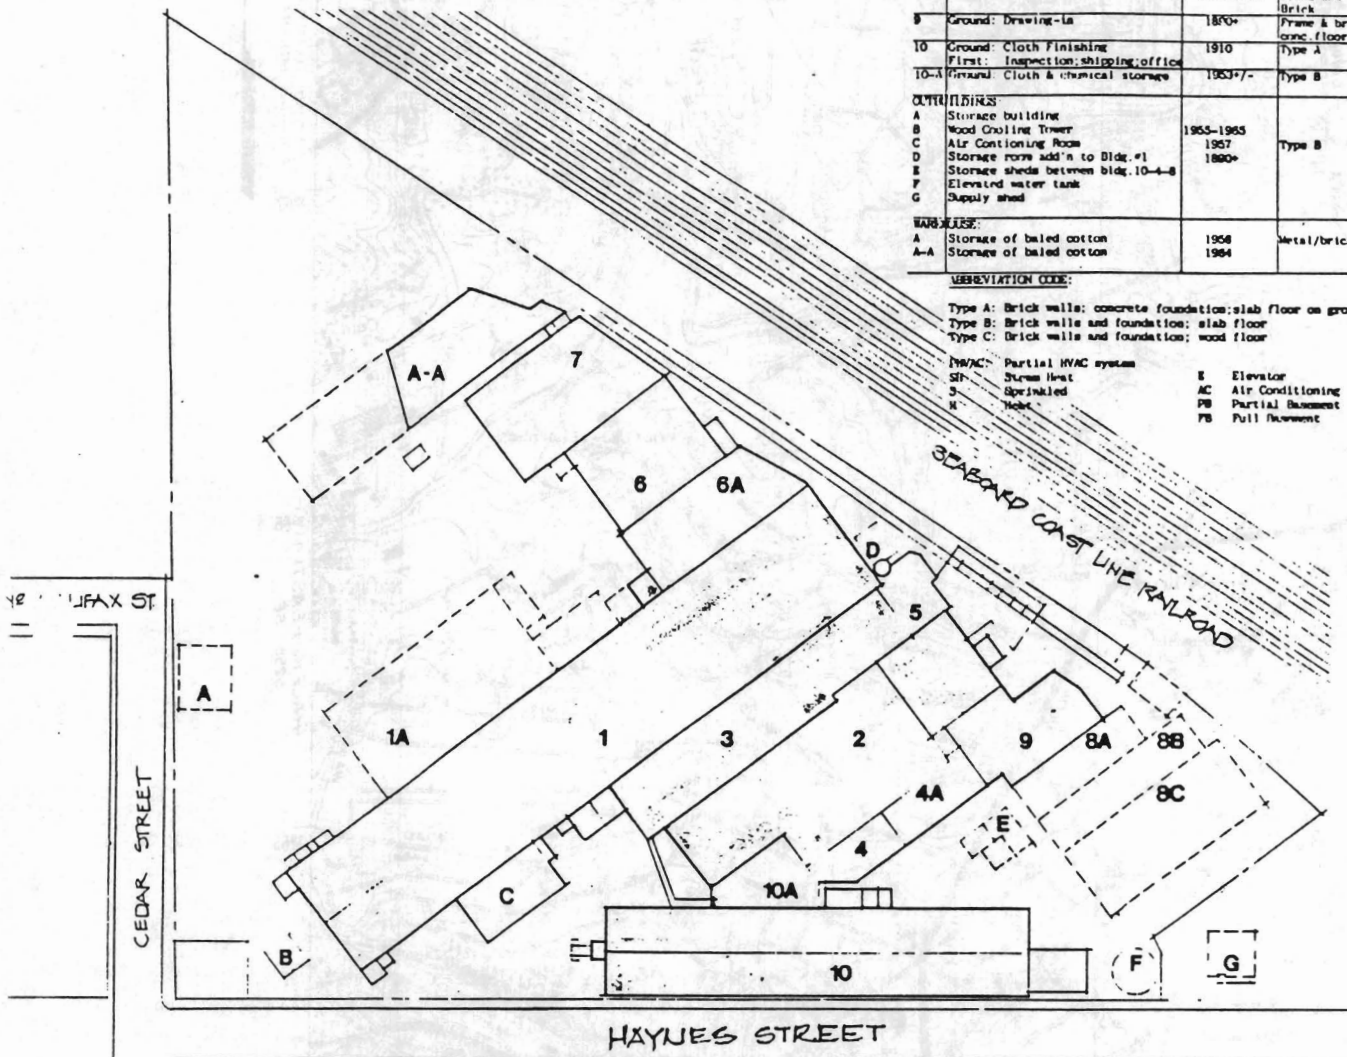 Brick
9 Ground: Drawing-in 1890+ Frame & br
conc.floor
10 Ground: Cloth Finishing 1910 Type A
First: Inspection;shipping;office
10-A Ground: Cloth & chemical storage 1953+/- Type B
OUTBUILDINGS
A Storage building
B Wood Cooling Tower 1955-1965
C Air Contioning Room 1957 Type B
D Storage room add'n to Bldg.#1 1890+
E Storage sheds between bldg.10-4-8
F Elevated water tank
G Supply shed
WAREHOUSE:
A Storage of baled cotton 1958 Metal/bric
A-A Storage of baled cotton 1984
ABBREVIATION CODE:
Type A: Brick walls; concrete foundation;slab floor on gro
Type B: Brick walls and foundation; slab floor
Type C: Brick walls and foundation; wood floor
PHVAC: Partial HVAC system
SH Steam Heat E Elevator
S Sprinkled AC Air Conditioning
H Heat PB Partial Basement
FB Full Basement
A-A
7
6
6A
SEABOARD COAST LINE RAILROAD
D
5
LIFAX ST.
A
1A
1
3
2
9
8A
8B
8C
4A
E
4
10A
C
B
CEDAR STREET
10
F
G
HAYNES STREET